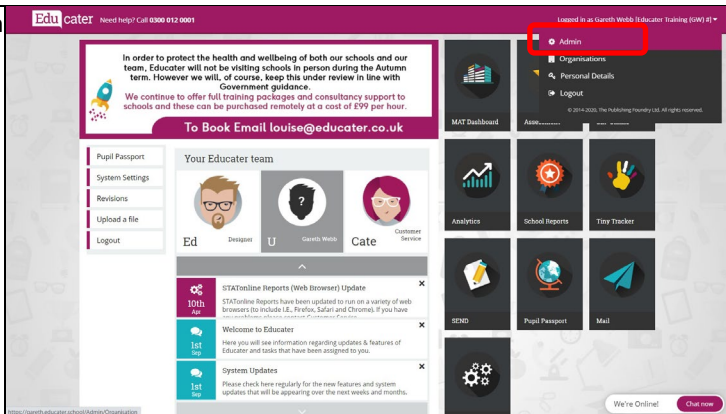 Educater Need help? Call 0300 012 0001
Logged in as Gareth Webb [Educater Training (GW) #]
Admin
Organisations
Personal Details
Logout
© 2014-2020, The Publishing Foundry Ltd. All rights reserved.
In order to protect the health and wellbeing of both our schools and our
team, Educater will not be visiting schools in person during the Autumn
term. However we will, of course, keep this under review in line with
Government guidance.
We continue to offer full training packages and consultancy support to
schools and these can be purchased remotely at a cost of £99 per hour.
To Book Email louise@educater.co.uk
MAT Dashboard
Pupil Passport
System Settings
Revisions
Upload a file
Logout
Your Educater team
?
Ed Designer
U Gareth Webb
Cate Customer
Service
Analytics
School Reports
Tiny Tracker
10th
Apr
STATonline Reports (Web Browser) Update
STATonline Reports have been updated to run on a variety of web
browsers (to include I.E., Firefox, Safari and Chrome). If you have
1st
Sep
Welcome to Educater
Here you will see information regarding updates & features of
Educater and tasks that have been assigned to you.
1st
Sep
System Updates
Please check here regularly for the new features and system
updates that will be appearing over the next weeks and months.
SEND
Pupil Passport
Mail
We're Online!
Chat now
https://gareth.educater.school/Admin/Organisation